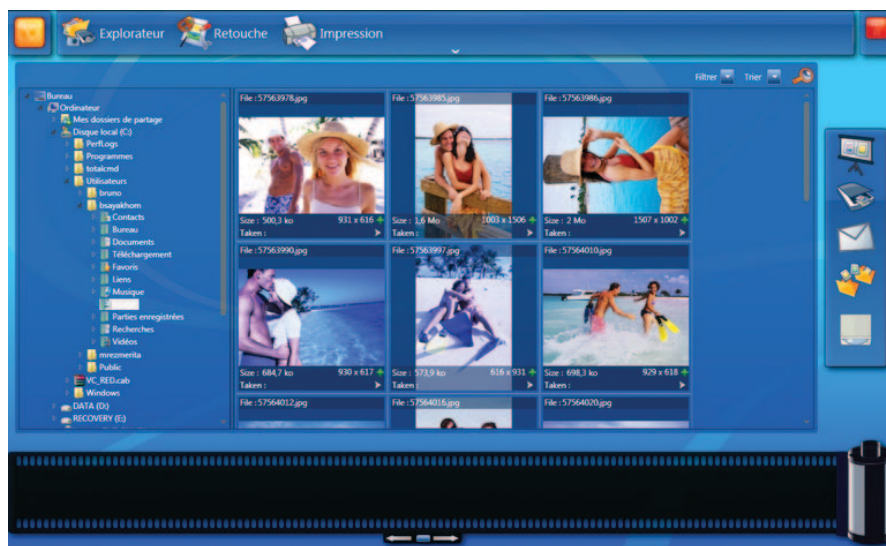 Explorateur
Retouche
Impression
Filtrer
Trier
Bureau
Ordinateur
Mes dossiers de partage
Disque local (C:)
PerfLogs
Programmes
totalcmd
Utilisateurs
bruno
bsayakhom
Contacts
Bureau
Documents
Téléchargement
Favoris
Liens
Musique
Parties enregistrées
Recherches
Vidéos
mrezmerita
Public
VC_RED.cab
Windows
DATA (D:)
RECOVERY (E:)
File : 57563978.jpg
Size : 500,3 ko 931 x 616
Taken :
File : 57563985.jpg
Size : 1,6 Mo 1003 x 1506
Taken :
File : 57563986.jpg
Size : 2 Mo 1507 x 1002
Taken :
File : 57563990.jpg
Size : 684,7 ko 930 x 617
Taken :
File : 57563997.jpg
Size : 573,9 ko 616 x 931
Taken :
File : 57564010.jpg
Size : 698,3 ko 929 x 618
Taken :
File : 57564012.jpg
File : 57564016.jpg
File : 57564020.jpg